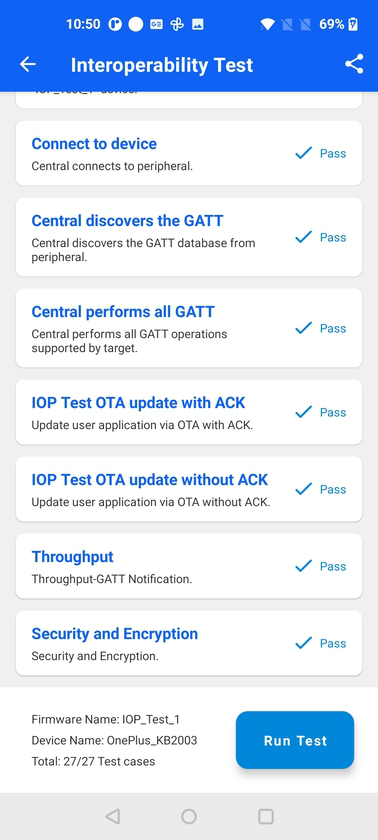 10:50
69%
Interoperability Test
Connect to device
Central connects to peripheral.
Pass
Central discovers the GATT
Central discovers the GATT database from
peripheral.
Pass
Central performs all GATT
Central performs all GATT operations
supported by target.
Pass
IOP Test OTA update with ACK
Update user application via OTA with ACK.
Pass
IOP Test OTA update without ACK
Update user application via OTA without ACK.
Pass
Throughput
Throughput-GATT Notification.
Pass
Security and Encryption
Security and Encryption.
Pass
Firmware Name: IOP_Test_1
Device Name: OnePlus_KB2003
Total: 27/27 Test cases
Run Test